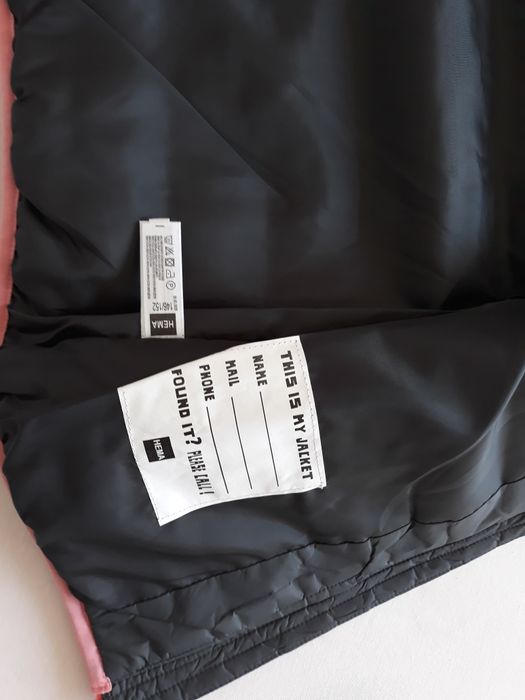 HEMA
146/152
THIS IS MY JACKET
NAME
MAIL
PHONE
FOUND IT? PLEASE CALL!
HEMA